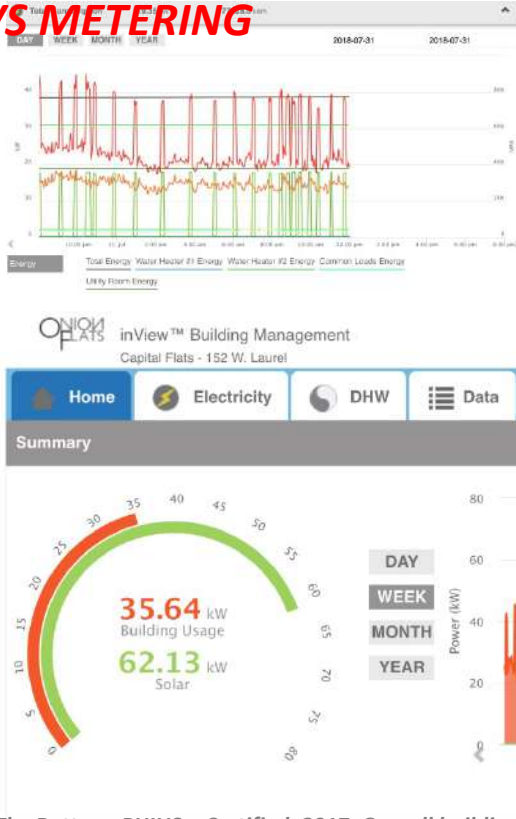 VS METERING
DAY WEEK MONTH YEAR 2018-07-31 2018-07-31
Energy Total Energy Water Heater #1 Energy Water Heater #2 Energy Common Loads Energy
Utility Room Energy
ONION
FLATS
inView™ Building Management
Capital Flats - 152 W. Laurel
Home Electricity DHW Data
Summary
0 5 10 15 20 25 30 35 40 45 50 55 60 65 70 75 80
35.64 kW
Building Usage
62.13 kW
Solar
DAY
WEEK
MONTH
YEAR
Power (kW)
80
60
40
20
0